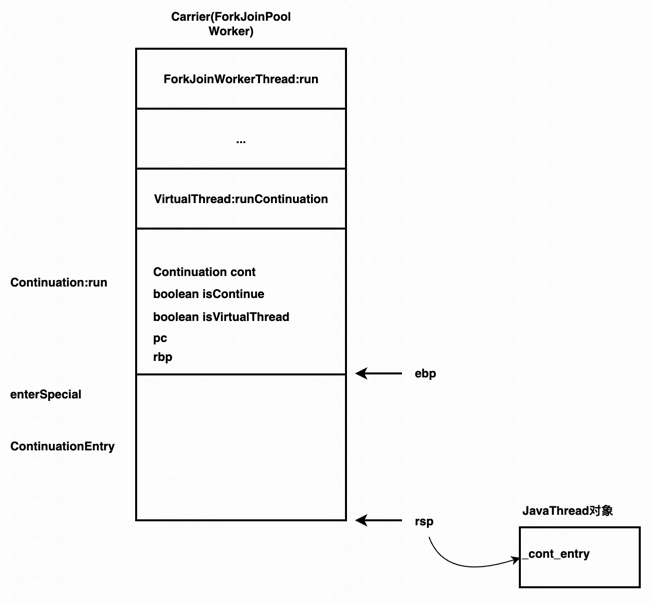 Carrier(ForkJoinPool
Worker)
ForkJoinWorkerThread:run
...
VirtualThread:runContinuation
Continuation:run
Continuation cont
boolean isContinue
boolean isVirtualThread
pc
rbp
ebp
enterSpecial
ContinuationEntry
rsp
JavaThread对象
_cont_entry